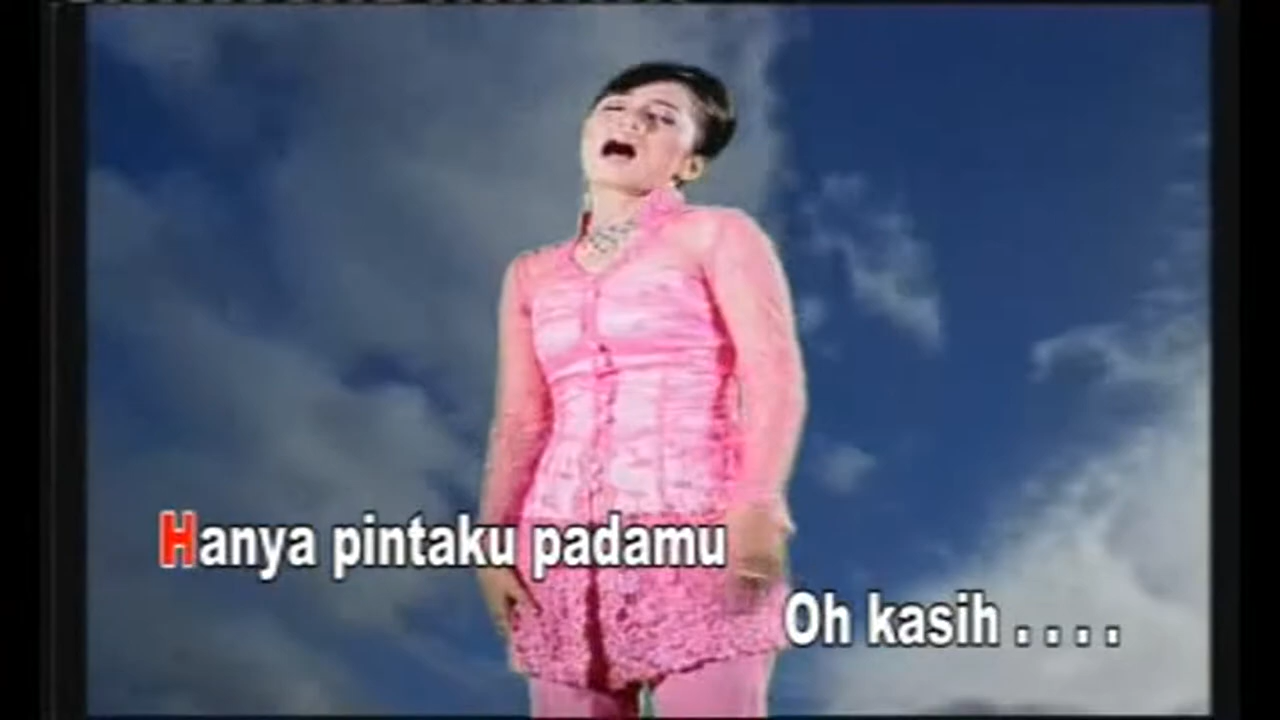 Hanya pintaku padamu
Oh kasih . . . .